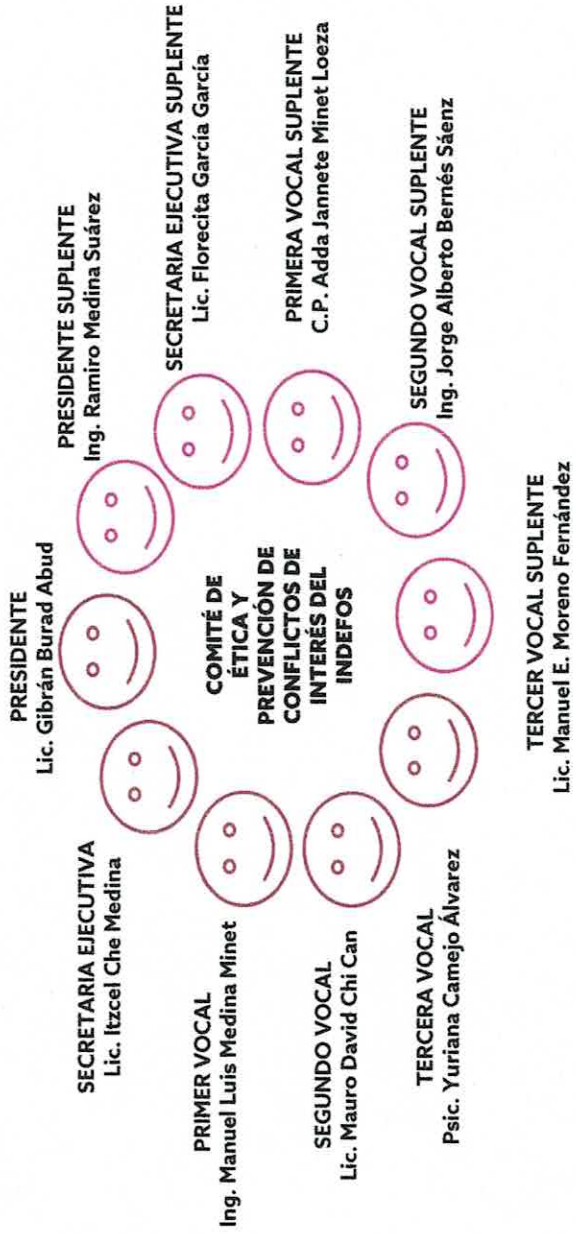 PRESIDENTE
Lic. Gibrán Burad Abud
PRESIDENTE SUPLENTE
Ing. Ramiro Medina Suárez
SECRETARIA EJECUTIVA
Lic. Itzcel Che Medina
SECRETARIA EJECUTIVA SUPLENTE
Lic. Florecita García García
PRIMER VOCAL
Ing. Manuel Luis Medina Minet
COMITÉ DE
ÉTICA Y
PREVENCIÓN DE
CONFLICTOS DE
INTERÉS DEL
INDEFOS
PRIMERA VOCAL SUPLENTE
C.P. Adda Jannete Minet Loeza
SEGUNDO VOCAL
Lic. Mauro David Chi Can
SEGUNDO VOCAL SUPLENTE
Ing. Jorge Alberto Bernés Sáenz
TERCERA VOCAL
Psic. Yuriana Camejo Álvarez
TERCER VOCAL SUPLENTE
Lic. Manuel E. Moreno Fernández